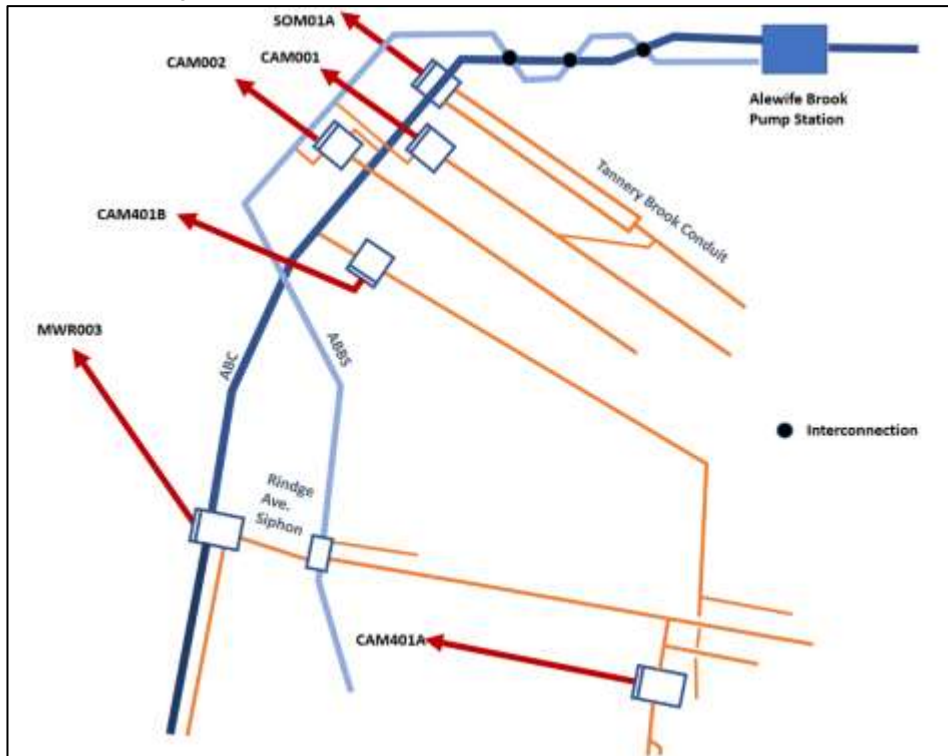 SOM01A
CAM002
CAM001
Alewife Brook
Pump Station
Tannery Brook Conduit
CAM401B
MWR003
ABC
ABBS
Interconnection
Rindge
Ave.
Siphon
CAM401A